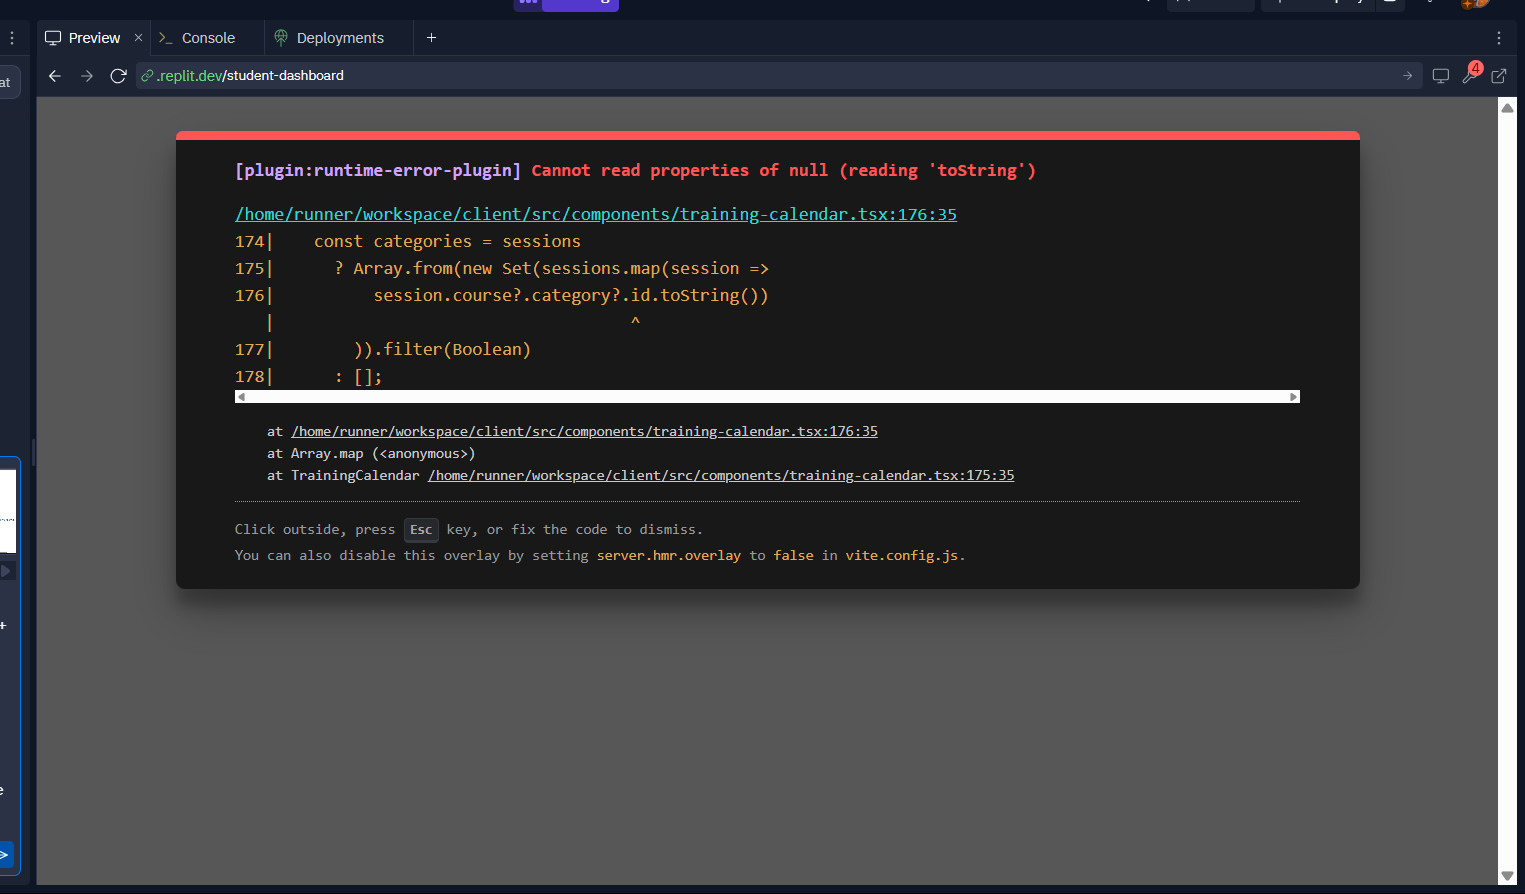 Preview
Console
Deployments
at
.replit.dev/student-dashboard
4
[plugin:runtime-error-plugin] Cannot read properties of null (reading 'toString')
/home/runner/workspace/client/src/components/training-calendar.tsx:176:35
174|    const categories = sessions
175|      ? Array.from(new Set(sessions.map(session =>
176|          session.course?.category?.id.toString())
|                                    ^
177|        )).filter(Boolean)
178|      : [];
at /home/runner/workspace/client/src/components/training-calendar.tsx:176:35
at Array.map (<anonymous>)
at TrainingCalendar /home/runner/workspace/client/src/components/training-calendar.tsx:175:35
Click outside, press Esc key, or fix the code to dismiss.
You can also disable this overlay by setting server.hmr.overlay to false in vite.config.js.